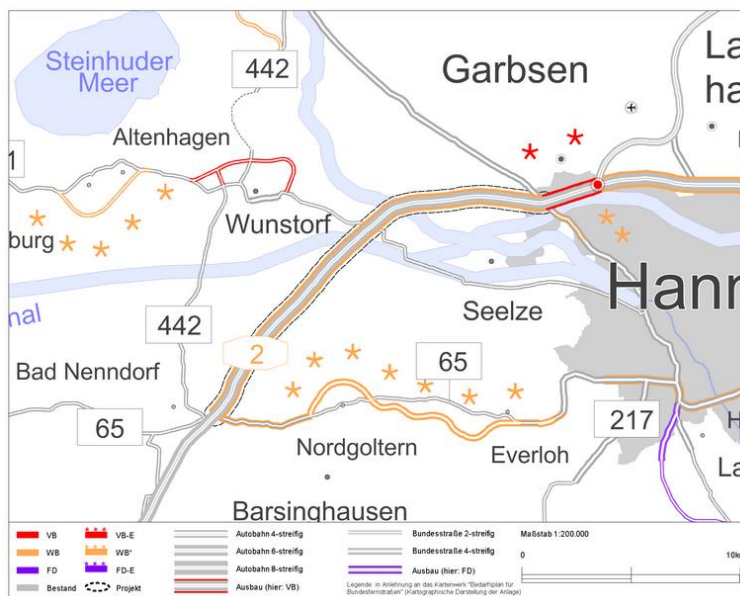 Steinhuder
Meer
442
Garbsen
La
ha
Altenhagen
1
Wunstorf
burg
Hann
Seelze
nal
442
2
65
Bad Nenndorf
65
217
H
Nordgoltern
Everloh
La
Barsinghausen
VB
VB-E
Autobahn 4-streifig
Bundesstraße 2-streifig
Maßstab 1:200.000
WB
WB*
Autobahn 6-streifig
Bundesstraße 4-streifig
0
10k
FD
FD-E
Autobahn 8-streifig
Ausbau (hier: FD)
Bestand
Projekt
Ausbau (hier: VB)
Legende: in Anlehnung an das Kartenwerk "Bedarfsplan für
Bundesfernstraßen" (Kartographische Darstellung der Anlage)